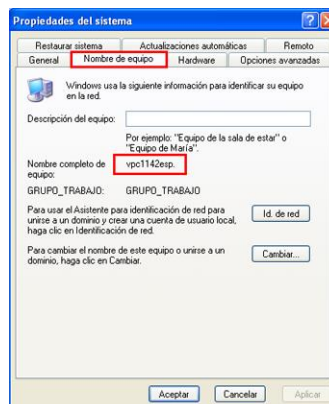 Propiedades del sistema
Restaurar sistema Actualizaciones automáticas Remoto
General Nombre de equipo Hardware Opciones avanzadas
Windows usa la siguiente información para identificar su equipo
en la red.
Descripción del equipo:
Por ejemplo: "Equipo de la sala de estar" o
"Equipo de María".
Nombre completo de vpc1142esp.
equipo:
GRUPO_TRABAJO: GRUPO_TRABAJO
Para usar el Asistente para identificación de red para
unirse a un dominio y crear una cuenta de usuario local,
haga clic en Identificación
de red.
Id. de red
Para cambiar el nombre de este equipo o unirse a un
dominio, haga clic en Cambiar.
Cambiar...
Aceptar Cancelar Aplicar